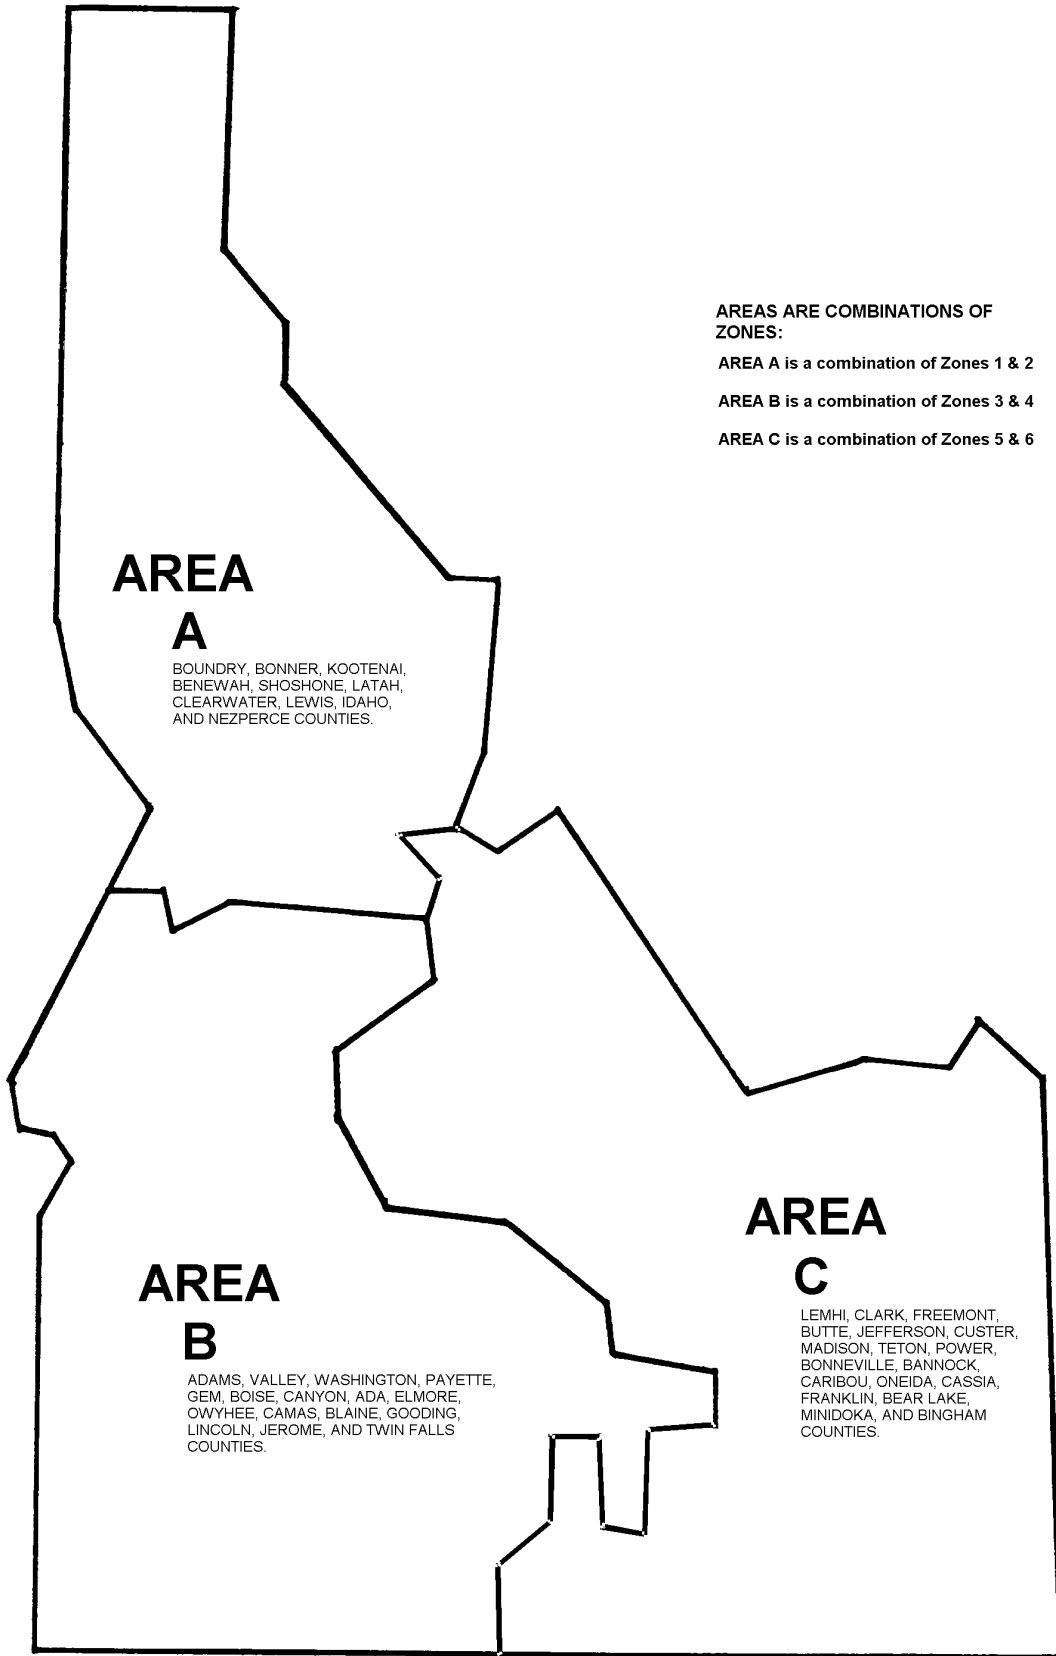 AREAS ARE COMBINATIONS OF
ZONES:
AREA A is a combination of Zones 1 & 2
AREA B is a combination of Zones 3 & 4
AREA C is a combination of Zones 5 & 6
AREA
A
BOUNDRY, BONNER, KOOTENAI,
BENEWAH, SHOSHONE, LATAH,
CLEARWATER, LEWIS, IDAHO,
AND NEZPERCE COUNTIES.
AREA
B
ADAMS, VALLEY, WASHINGTON, PAYETTE,
GEM, BOISE, CANYON, ADA, ELMORE,
OWYHEE, CAMAS, BLAINE, GOODING,
LINCOLN, JEROME, AND TWIN FALLS
COUNTIES.
AREA
C
LEMHI, CLARK, FREEMONT,
BUTTE, JEFFERSON, CUSTER,
MADISON, TETON, POWER,
BONNEVILLE, BANNOCK,
CARIBOU, ONEIDA, CASSIA,
FRANKLIN, BEAR LAKE,
MINIDOKA, AND BINGHAM
COUNTIES.